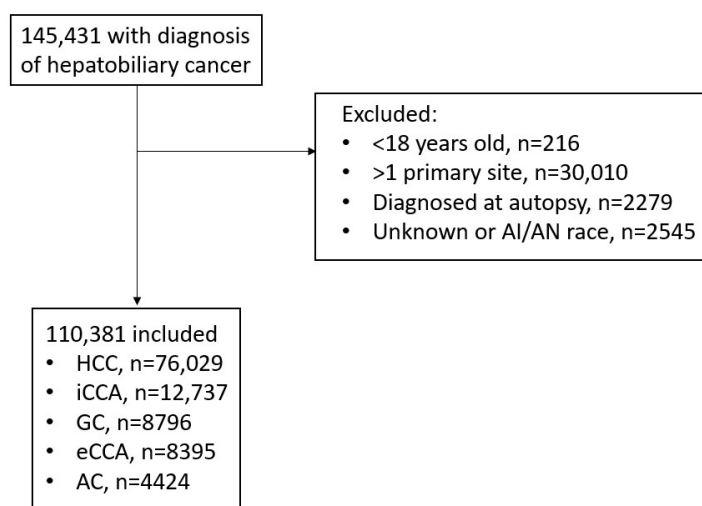 145,431 with diagnosis
of hepatobiliary cancer
Excluded:
• <18 years old, n=216
• >1 primary site, n=30,010
• Diagnosed at autopsy, n=2279
• Unknown or AI/AN race, n=2545
110,381 included
• HCC, n=76,029
• iCCA, n=12,737
• GC, n=8796
• eCCA, n=8395
• AC, n=4424